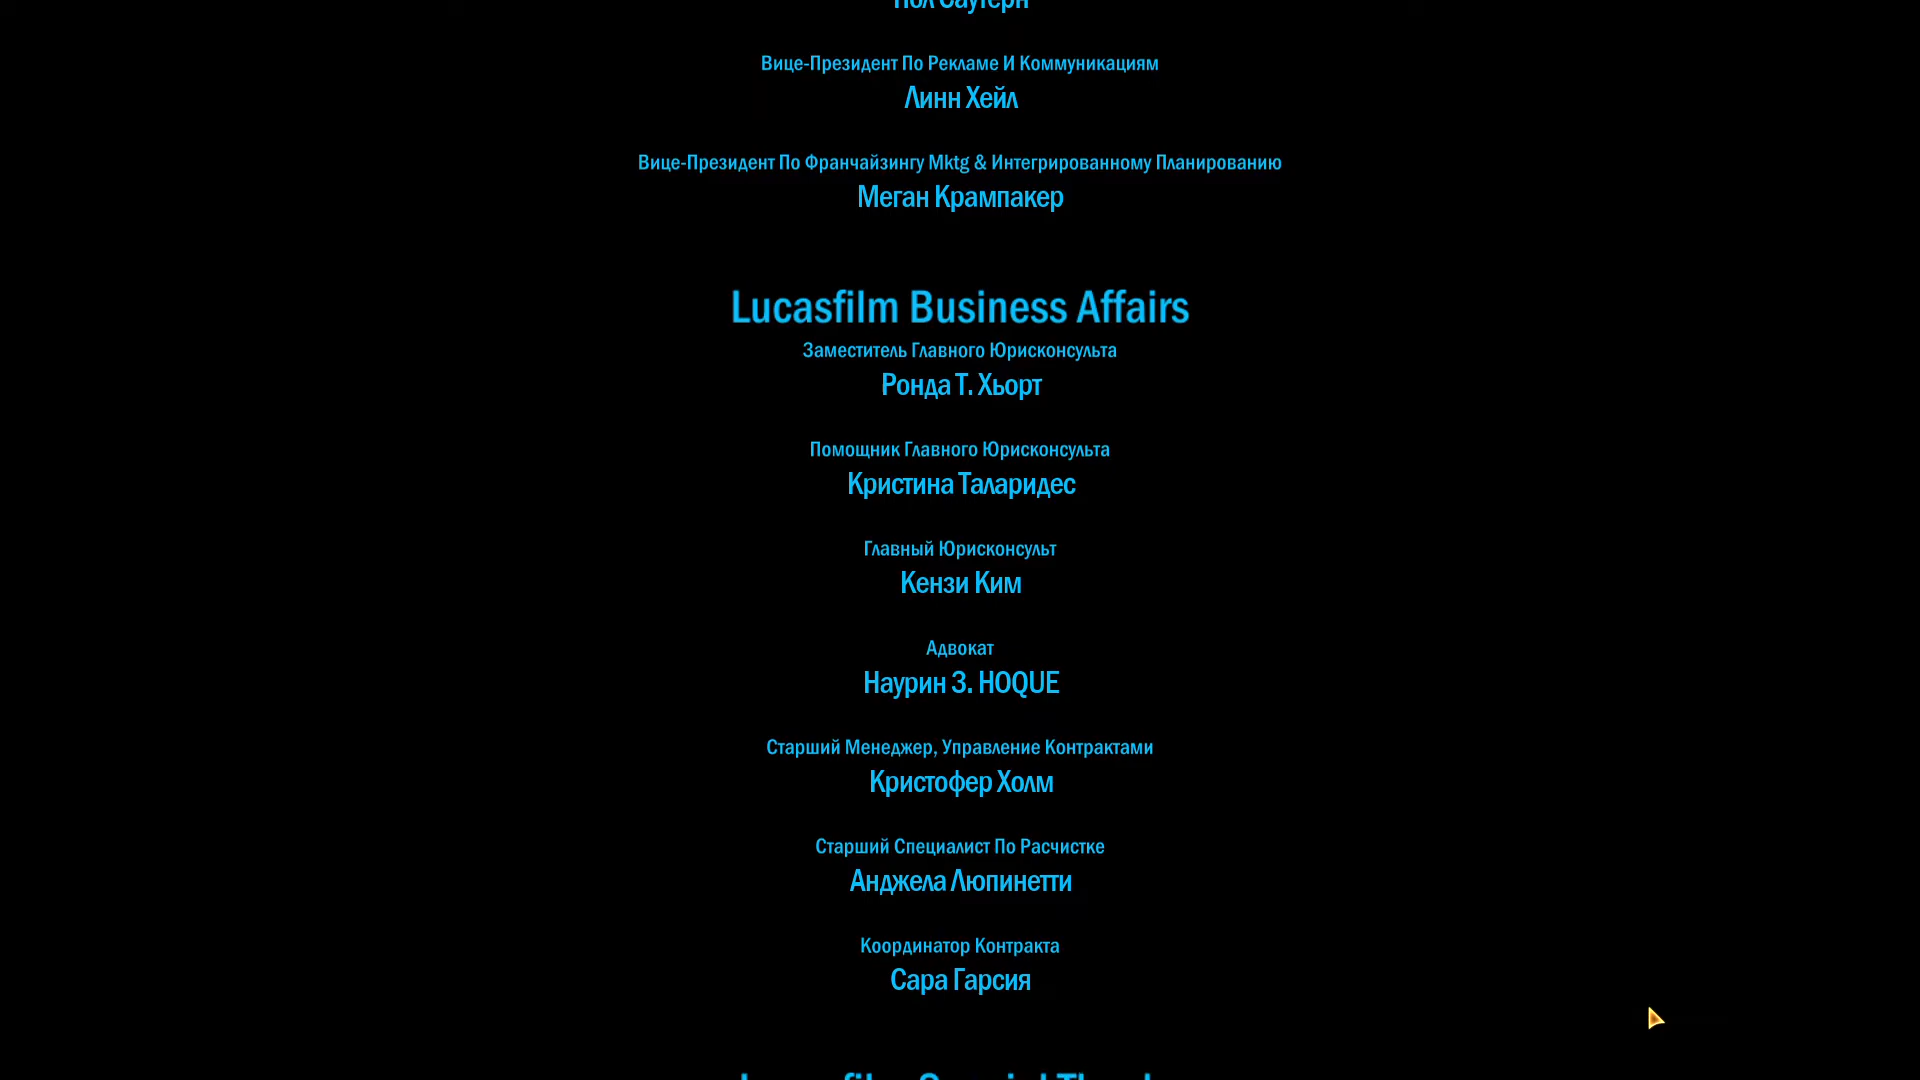 Пол Саутерн
Вице-Президент По Рекламе И Коммуникациям
Линн Хейл
Вице-Президент По Франчайзингу Mktg & Интегрированному Планированию
Меган Крампакер
Lucasfilm Business Affairs
Заместитель Главного Юрисконсульта
Ронда Т. Хьорт
Помощник Главного Юрисконсульта
Кристина Таларидес
Главный Юрисконсульт
Кензи Ким
Адвокат
Наурин З. HOQUE
Старший Менеджер, Управление Контрактами
Кристофер Холм
Старший Специалист По Расчистке
Анджела Люпинетти
Координатор Контракта
Сара Гарсия